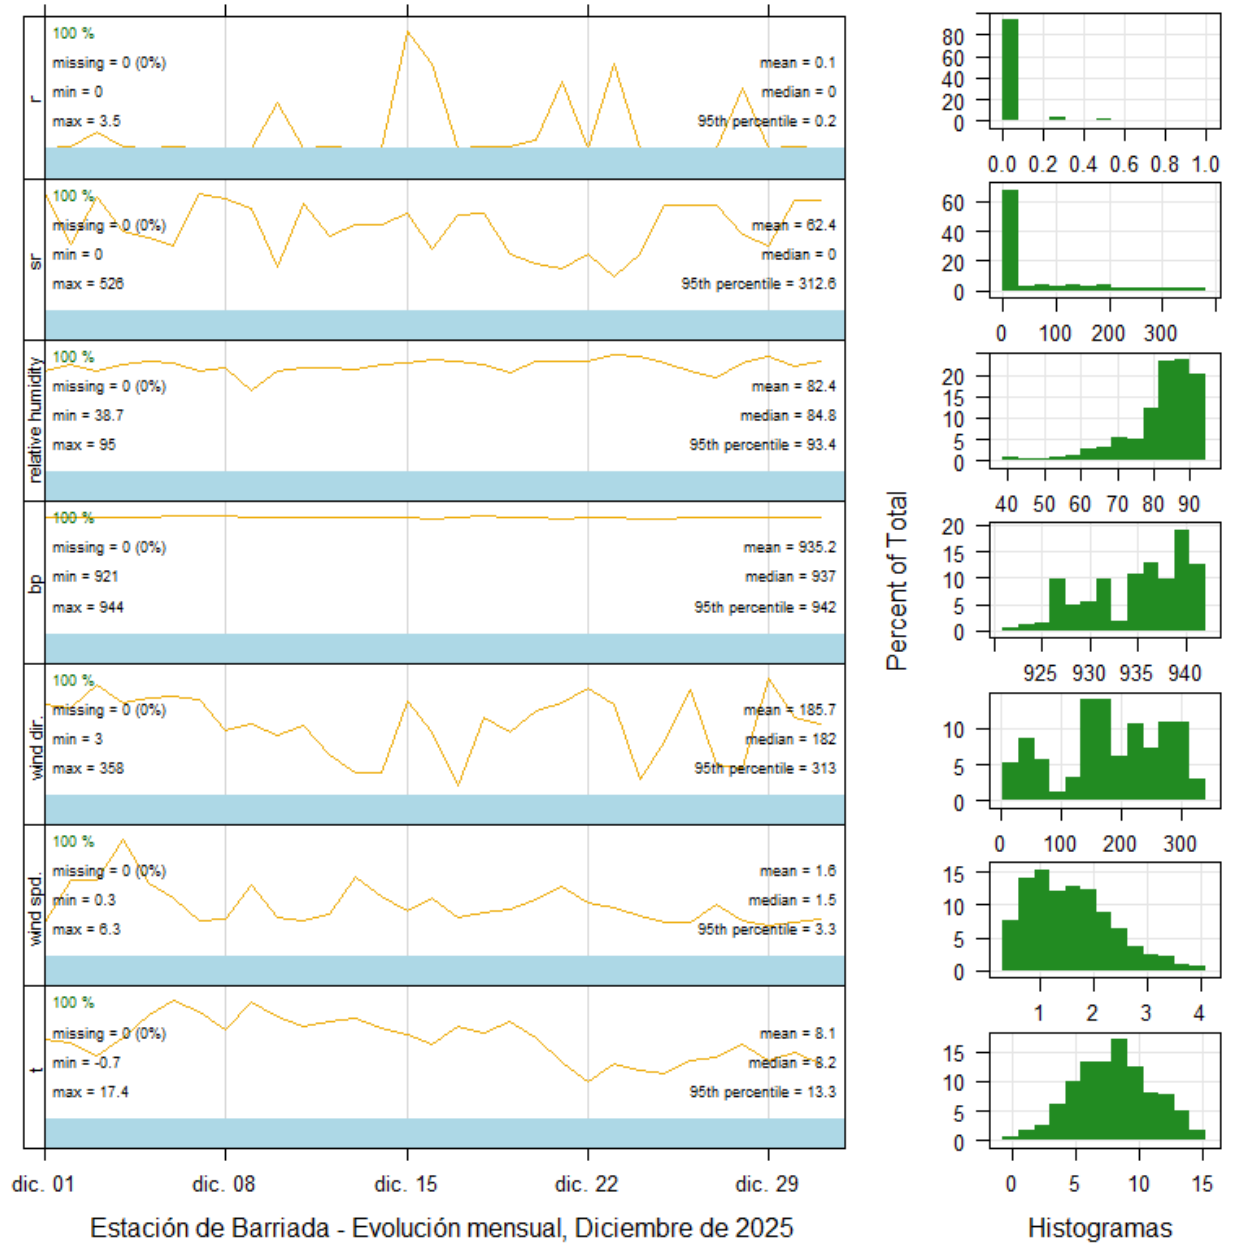 r
100 %
missing = 0 (0%)
min = 0
max = 3.5
mean = 0.1
median = 0
95th percentile = 0.2
sr
100 %
missing = 0 (0%)
min = 0
max = 526
mean = 62.4
median = 0
95th percentile = 312.6
relative humidity
100 %
missing = 0 (0%)
min = 38.7
max = 95
mean = 82.4
median = 84.8
95th percentile = 93.4
bp
100 %
missing = 0 (0%)
min = 921
max = 944
mean = 935.2
median = 937
95th percentile = 942
wind dir.
100 %
missing = 0 (0%)
min = 3
max = 358
mean = 185.7
median = 182
95th percentile = 313
wind spd.
100 %
missing = 0 (0%)
min = 0.3
max = 6.3
mean = 1.6
median = 1.5
95th percentile = 3.3
t
100 %
missing = 0 (0%)
min = -0.7
max = 17.4
mean = 8.1
median = 8.2
95th percentile = 13.3
dic. 01 dic. 08 dic. 15 dic. 22 dic. 29
Estación de Barriada - Evolución mensual, Diciembre de 2025
Percent of Total
80
60
40
20
0
0.0 0.2 0.4 0.6 0.8 1.0
60
40
20
0
0 100 200 300
20
15
10
5
0
40 50 60 70 80 90
20
15
10
5
0
925 930 935 940
10
5
0
0 100 200 300
15
10
5
0
1 2 3 4
15
10
5
0
0 5 10 15
Histogramas